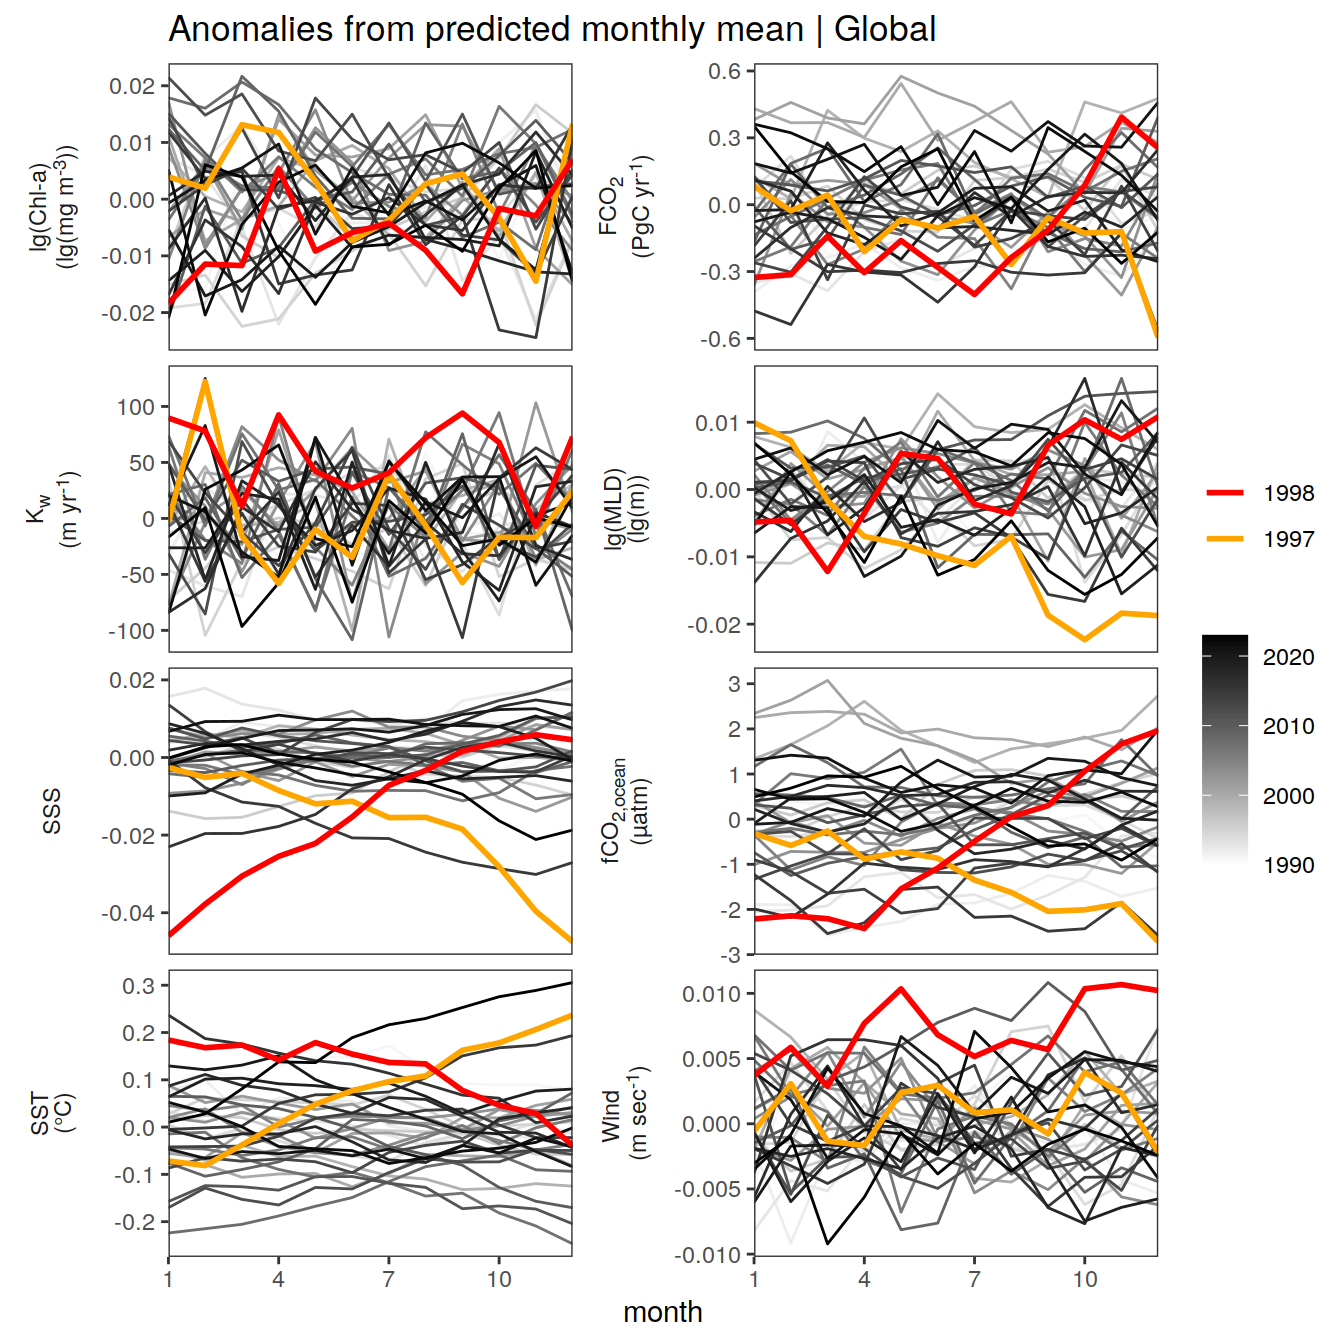 Anomalies from predicted monthly mean | Global
lg(Chl-a)
(lg(mg m⁻³))
0.02
0.01
0.00
-0.01
-0.02
FCO₂
(PgC yr⁻¹)
0.6
0.3
0.0
-0.3
-0.6
K_w
(m yr⁻¹)
100
50
0
-50
-100
lg(MLD)
(lg(m))
0.01
0.00
-0.01
-0.02
SSS
0.02
0.00
-0.02
-0.04
fCO₂,ocean
(µatm)
3
2
1
0
-1
-2
-3
SST
(°C)
0.3
0.2
0.1
0.0
-0.1
-0.2
1 4 7 10
Wind
(m sec⁻¹)
0.010
0.005
0.000
-0.005
-0.010
1 4 7 10
month
1998
1997
2020
2010
2000
1990